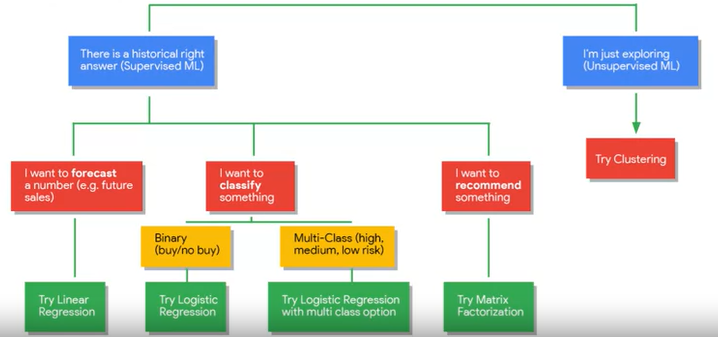 There is a historical right
answer (Supervised ML)
I'm just exploring
(Unsupervised ML)
I want to forecast
a number (e.g. future
sales)
I want to
classify
something
I want to
recommend
something
Try Clustering
Binary
(buy/no buy)
Multi-Class (high,
medium, low risk)
Try Linear
Regression
Try Logistic
Regression
Try Logistic Regression
with multi class option
Try Matrix
Factorization